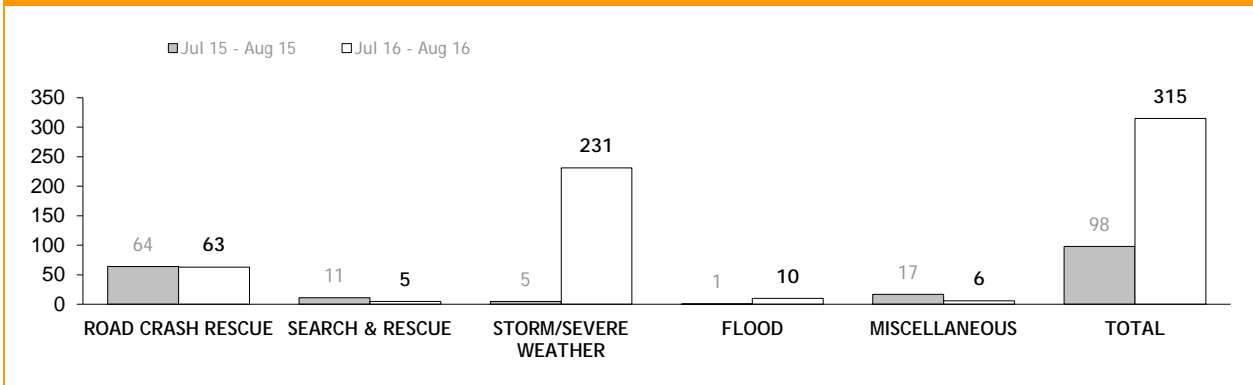 Jul 15 - Aug 15 Jul 16 - Aug 16
350
300
250
200
150
100
50
0
64 63 11 5 5 231 1 10 17 6 98 315
ROAD CRASH RESCUE SEARCH & RESCUE STORM/SEVERE FLOOD MISCELLANEOUS TOTAL
WEATHER